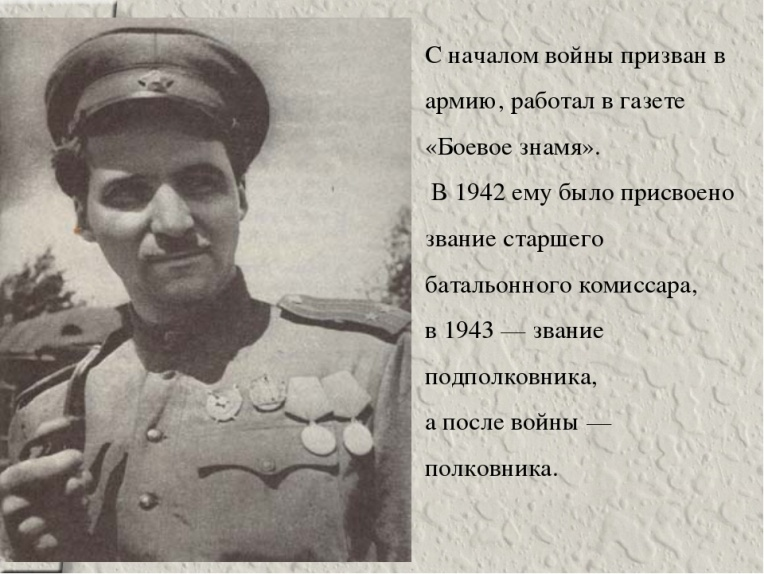 С началом войны призван в
армию, работал в газете
«Боевое знамя».
В 1942 ему было присвоено
звание старшего
батальонного комиссара,
в 1943 — звание
подполковника,
а после войны —
полковника.